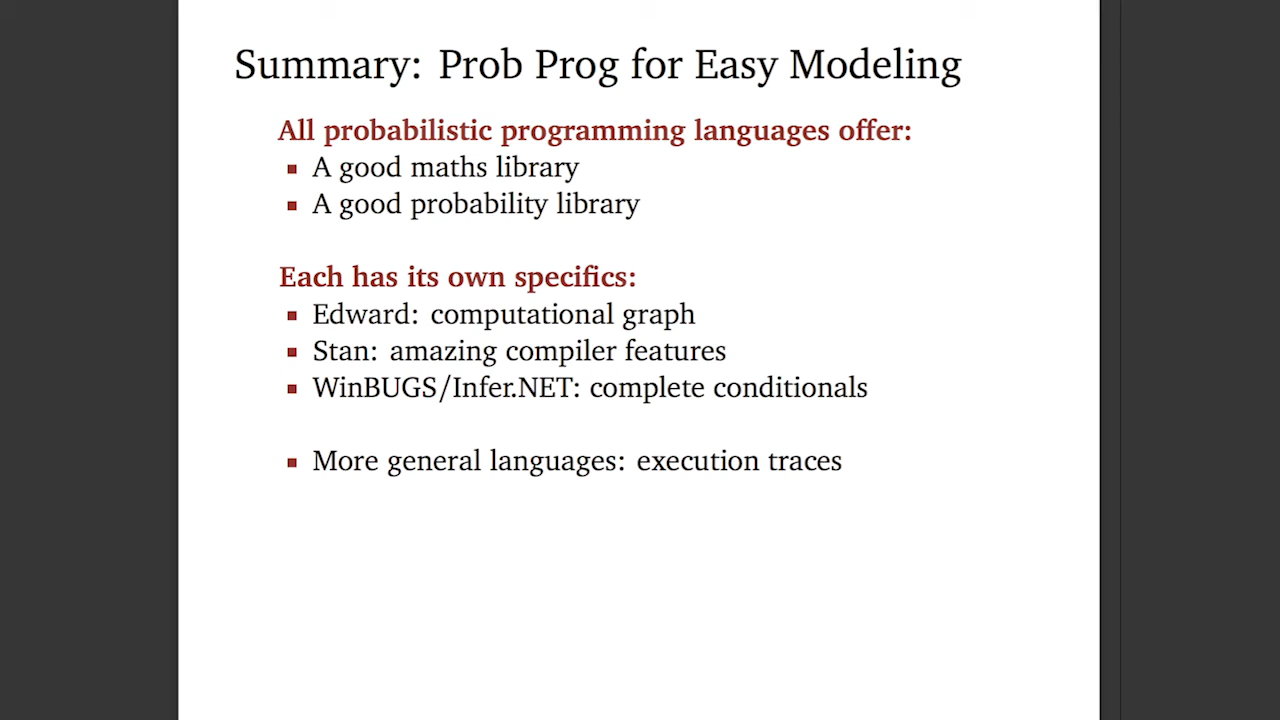 Summary: Prob Prog for Easy Modeling
All probabilistic programming languages offer:
A good maths library
A good probability library
Each has its own specifics:
Edward: computational graph
Stan: amazing compiler features
WinBUGS/Infer.NET: complete conditionals
More general languages: execution traces